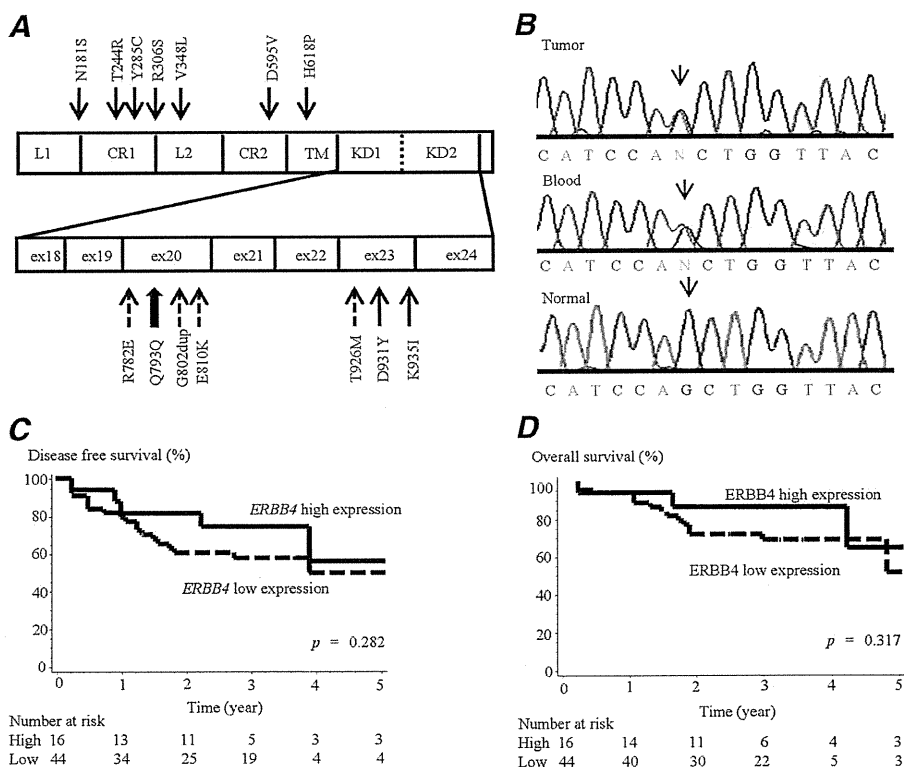 A
N181S T244R Y285C R306S V348L D595V H618P
L1 CR1 L2 CR2 TM KD1 KD2
ex18 ex19 ex20 ex21 ex22 ex23 ex24
R782E Q793Q G802dup E810K T926M D931Y K935I
B
Tumor
C A T C C A N C T G G T T A C
Blood
C A T C C A N C T G G T T A C
Normal
C A T C C A G C T G G T T A C
C
Disease free survival (%)
100
80
60
40
20
0
ERBB4 high expression
ERBB4 low expression
p = 0.282
0 1 2 3 4 5
Time (year)
Number at risk
High 16 13 11 5 3 3
Low 44 34 25 19 4 4
D
Overall survival (%)
100
80
60
40
20
0
ERBB4 high expression
ERBB4 low expression
p = 0.317
0 1 2 3 4 5
Time (year)
Number at risk
High 16 14 11 6 4 3
Low 44 40 30 22 5 3